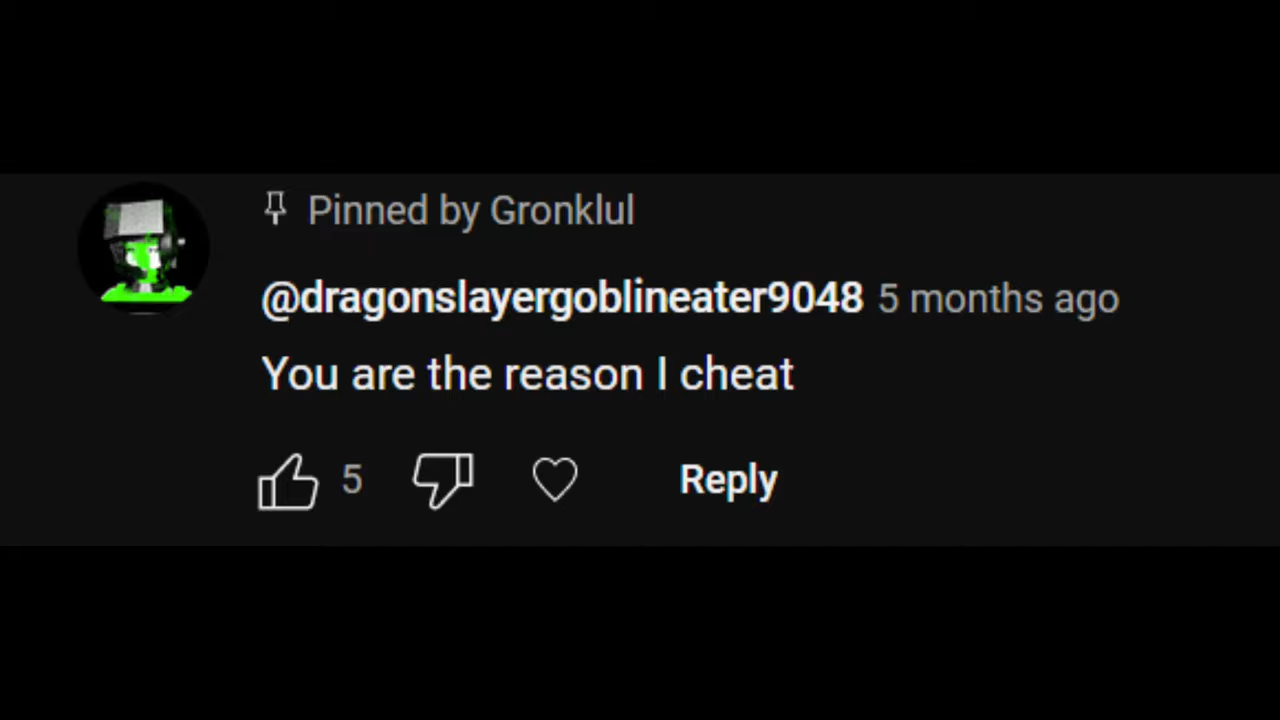 Pinned by Gronklul
@dragonslayergoblineater9048 5 months ago
You are the reason I cheat
5 Reply